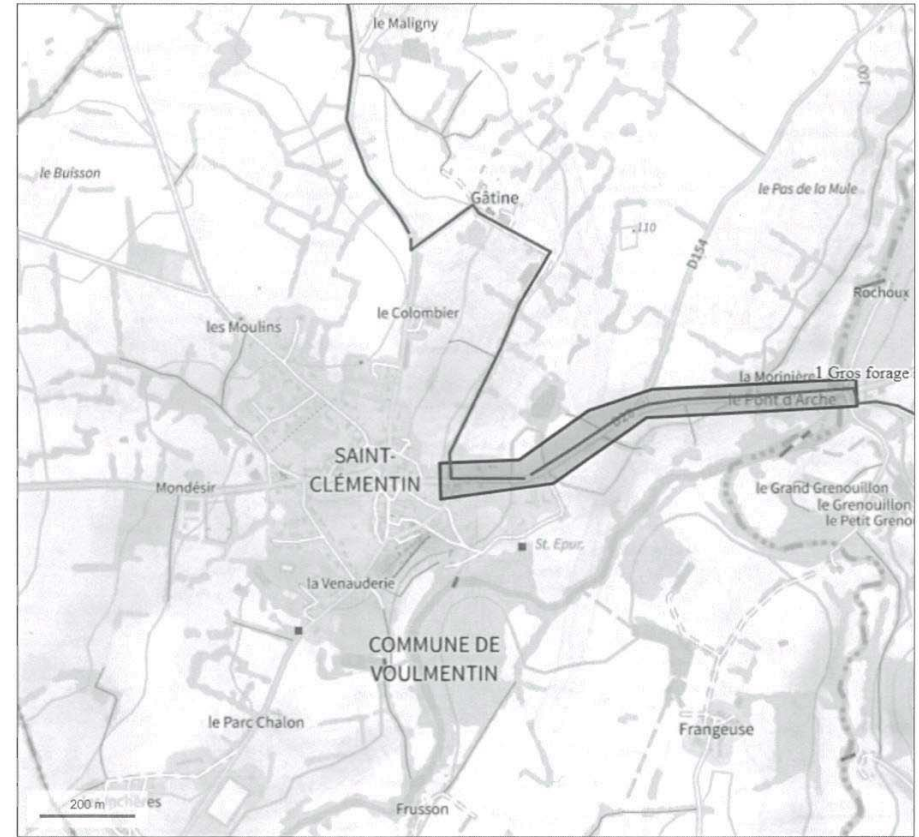 le Maligny
100
le Buisson
le Pas de la Mule
Gâtine
110
D154
Rochoux
le Colombier
les Moulins
la Morinière
1 Gros forage
le Pont d'Arche
SAINT-
CLÉMENTIN
Mondésir
le Grand Grenouillon
le Grenouillon
le Petit Greno
St. Epur.
la Venauderie
COMMUNE DE
VOULMENTIN
le Parc Chalon
Frangeuse
200 m
Frusson